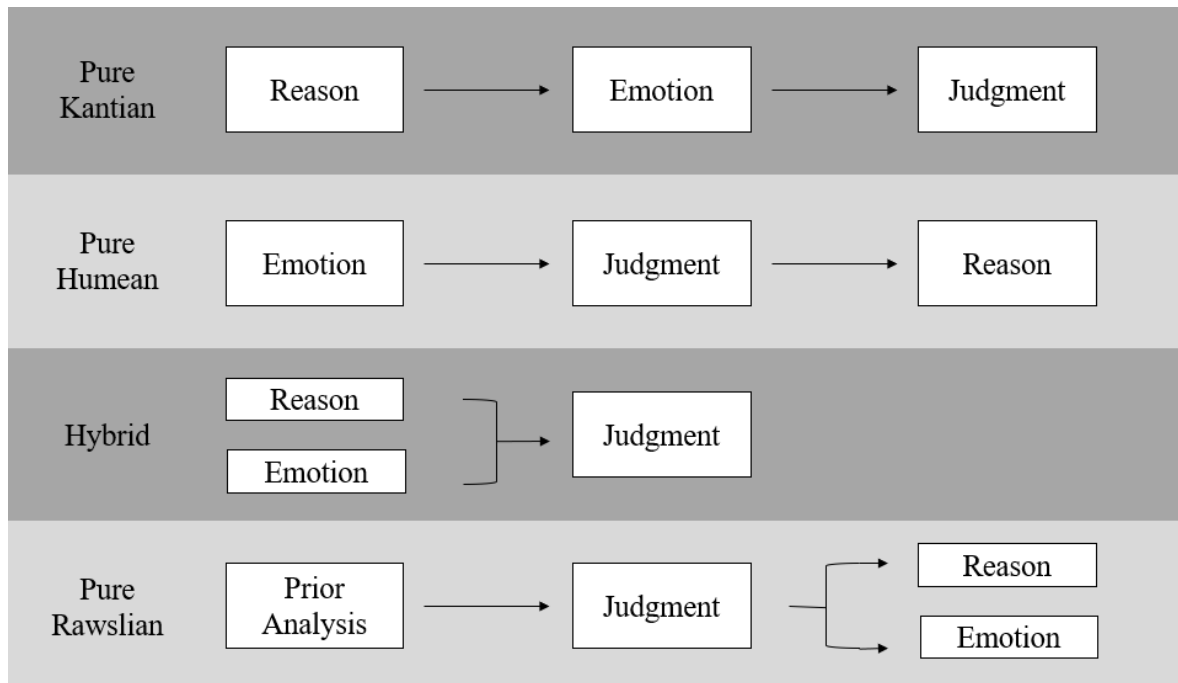 Pure
Kantian
Reason
Emotion
Judgment
Pure
Humean
Emotion
Judgment
Reason
Hybrid
Reason
Emotion
Judgment
Pure
Rawslian
Prior
Analysis
Judgment
Reason
Emotion